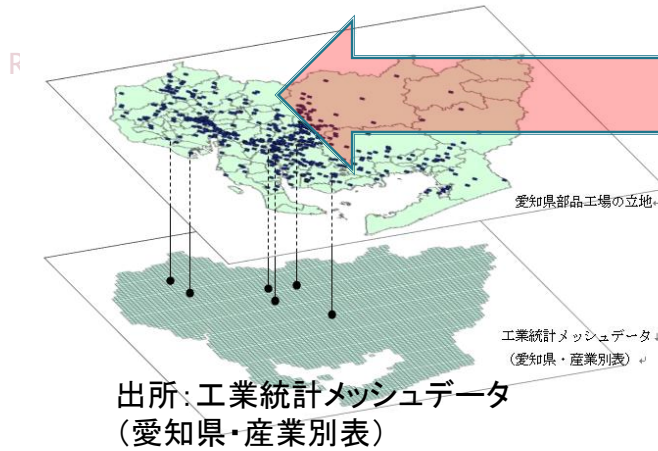 R
愛知県部品工場の立地
工業統計メッシュデータ
（愛知県・産業別表）
出所：工業統計メッシュデータ
（愛知県・産業別表）